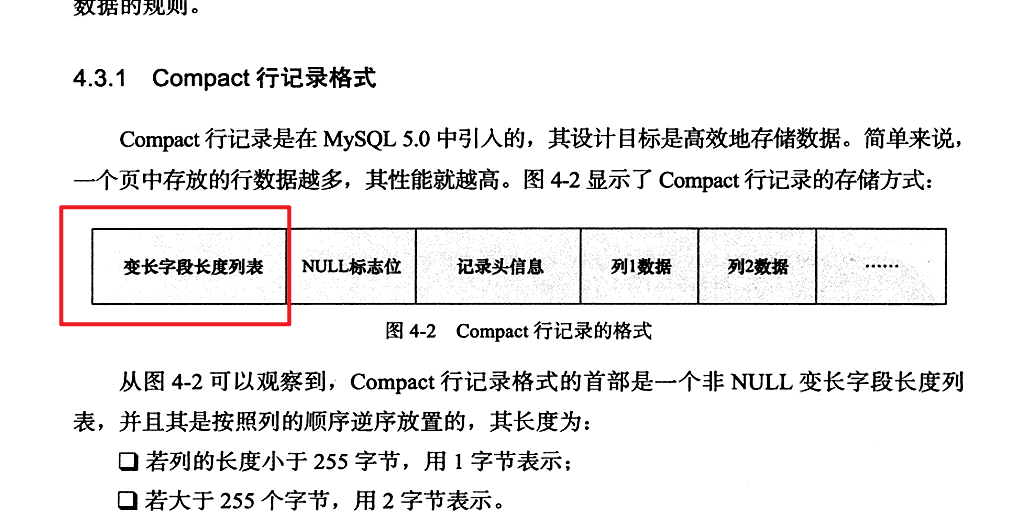 数据的规则。
4.3.1 Compact 行记录格式
Compact 行记录是在 MySQL 5.0 中引入的，其设计目标是高效地存储数据。简单来说，
一个页中存放的行数据越多，其性能就越高。图 4-2 显示了 Compact 行记录的存储方式：
变长字段长度列表 NULL标志位 记录头信息 列1数据 列2数据 ……
图 4-2 Compact 行记录的格式
从图 4-2 可以观察到，Compact 行记录格式的首部是一个非 NULL 变长字段长度列
表，并且其是按照列的顺序逆序放置的，其长度为：
❑ 若列的长度小于 255 字节，用 1 字节表示；
❑ 若大于 255 个字节，用 2 字节表示。